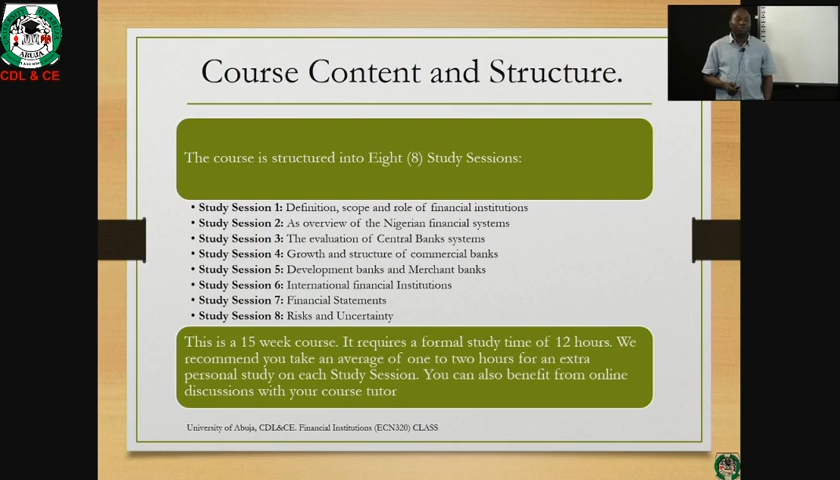 ABUJA
CDL & CE
Course Content and Structure.
The course is structured into Eight (8) Study Sessions:
• Study Session 1: Definition, scope and role of financial institutions
• Study Session 2: As overview of the Nigerian financial systems
• Study Session 3: The evaluation of Central Banks systems
• Study Session 4: Growth and structure of commercial banks
• Study Session 5: Development banks and Merchant banks
• Study Session 6: International financial Institutions
• Study Session 7: Financial Statements
• Study Session 8: Risks and Uncertainty
This is a 15 week course. It requires a formal study time of 12 hours. We
recommend you take an average of one to two hours for an extra
personal study on each Study Session. You can also benefit from online
discussions with your course tutor
University of Abuja, CDL&CE. Financial Institutions (ECN320) CLASS